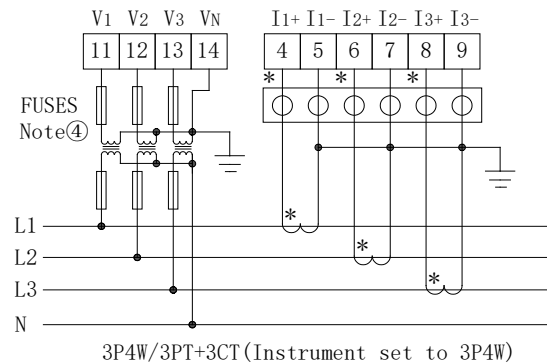 V1 V2 V3 VN I1+ I1- I2+ I2- I3+ I3-
11 12 13 14 4 5 6 7 8 9
* * *
FUSES
Note④
L1 *
L2 *
L3 *
N
3P4W/3PT+3CT(Instrument set to 3P4W)